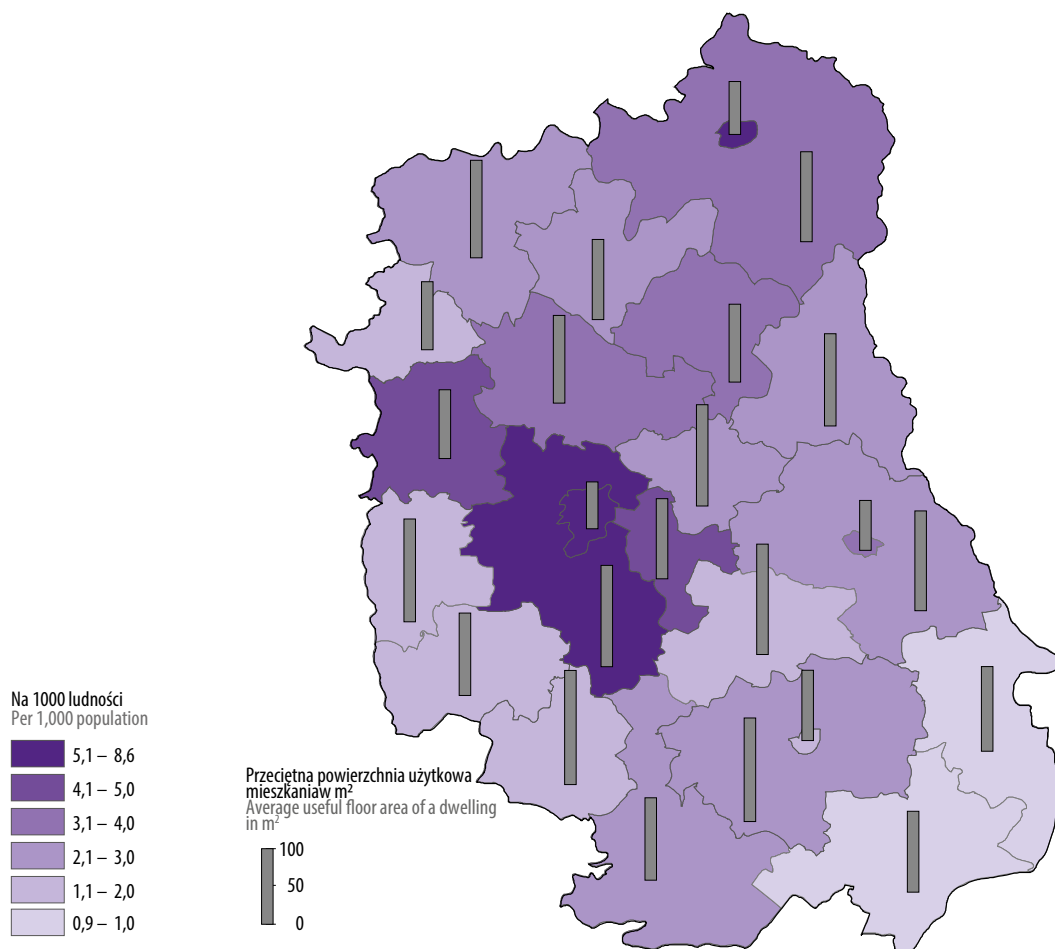 Na 1000 ludności
Per 1,000 population
5,1 – 8,6
4,1 – 5,0
3,1 – 4,0
2,1 – 3,0
1,1 – 2,0
0,9 – 1,0
Przeciętna powierzchnia użytkowa
mieszkaniaw m²
Average useful floor area of a dwelling
in m²
100
50
0